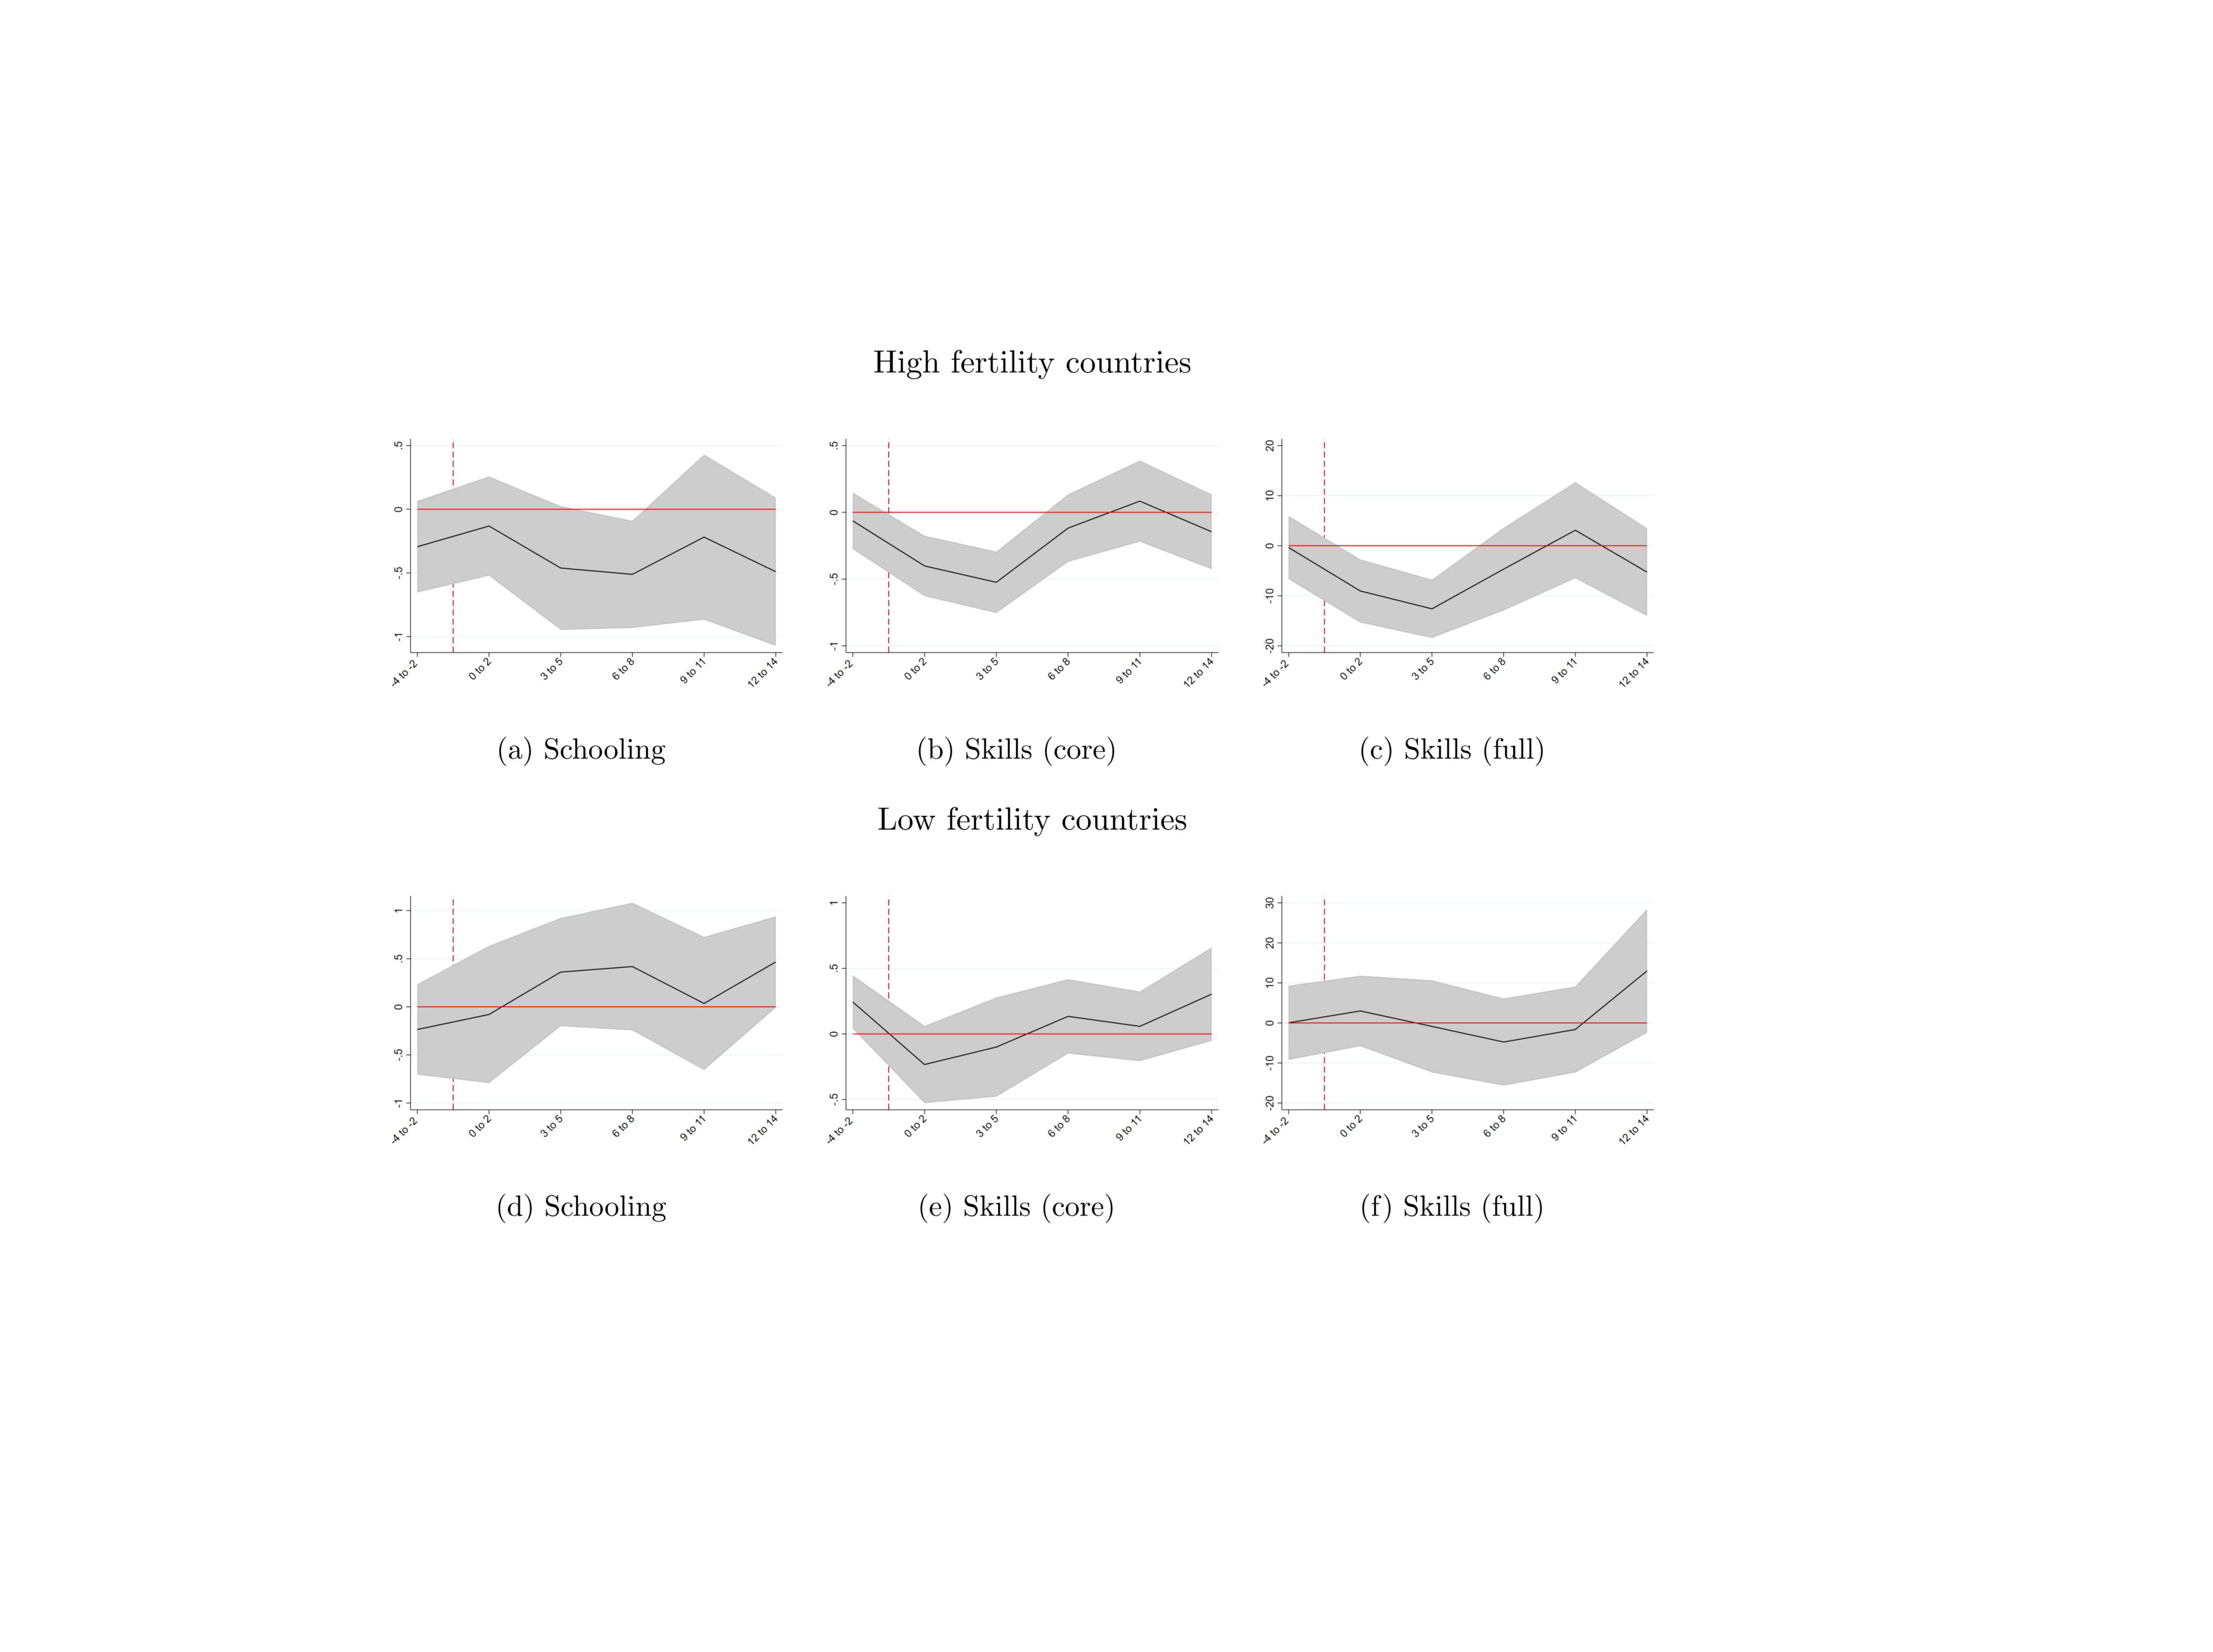 High fertility countries
.5
0
-.5
-1
-4 to -2
0 to 2
3 to 5
6 to 8
9 to 11
12 to 14
(a) Schooling
.5
0
-.5
-1
-4 to -2
0 to 2
3 to 5
6 to 8
9 to 11
12 to 14
(b) Skills (core)
20
10
0
-10
-20
-4 to -2
0 to 2
3 to 5
6 to 8
9 to 11
12 to 14
(c) Skills (full)
Low fertility countries
1
.5
0
-.5
-1
-4 to -2
0 to 2
3 to 5
6 to 8
9 to 11
12 to 14
(d) Schooling
1
.5
0
-.5
-4 to -2
0 to 2
3 to 5
6 to 8
9 to 11
12 to 14
(e) Skills (core)
30
20
10
0
-10
-20
-4 to -2
0 to 2
3 to 5
6 to 8
9 to 11
12 to 14
(f) Skills (full)